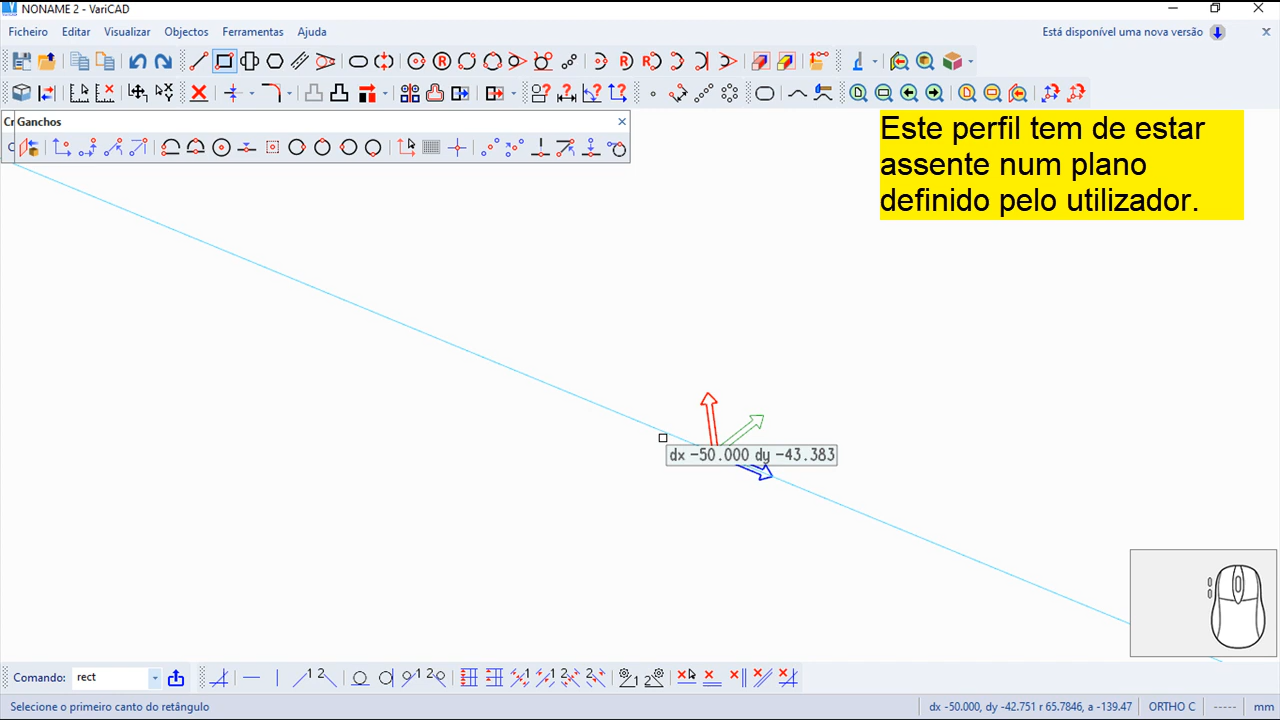 NONAME 2 - VariCAD
Ficheiro Editar Visualizar Objectos Ferramentas Ajuda Está disponível uma nova versão
Ganchos
Este perfil tem de estar
assente num plano
definido pelo utilizador.
dx -50.000 dy -43.383
Comando: rect
Selecione o primeiro canto do retângulo dx -50.000, dy -42.751 r 65.7846, a -139.47 ORTHO C ----- mm